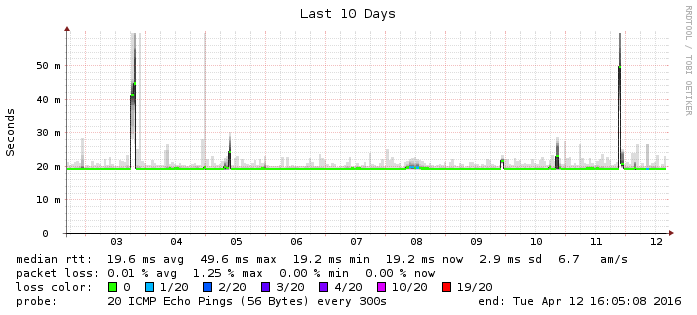 Last 10 Days
RRDTOOL / TOBI OETIKER
Seconds
50 m
40 m
30 m
20 m
10 m
0
03 04 05 06 07 08 09 10 11 12
median rtt: 19.6 ms avg 49.6 ms max 19.2 ms min 19.2 ms now 2.9 ms sd 6.7 am/s
packet loss: 0.01 % avg 1.25 % max 0.00 % min 0.00 % now
loss color: 0 1/20 2/20 3/20 4/20 10/20 19/20
probe: 20 ICMP Echo Pings (56 Bytes) every 300s end: Tue Apr 12 16:05:08 2016